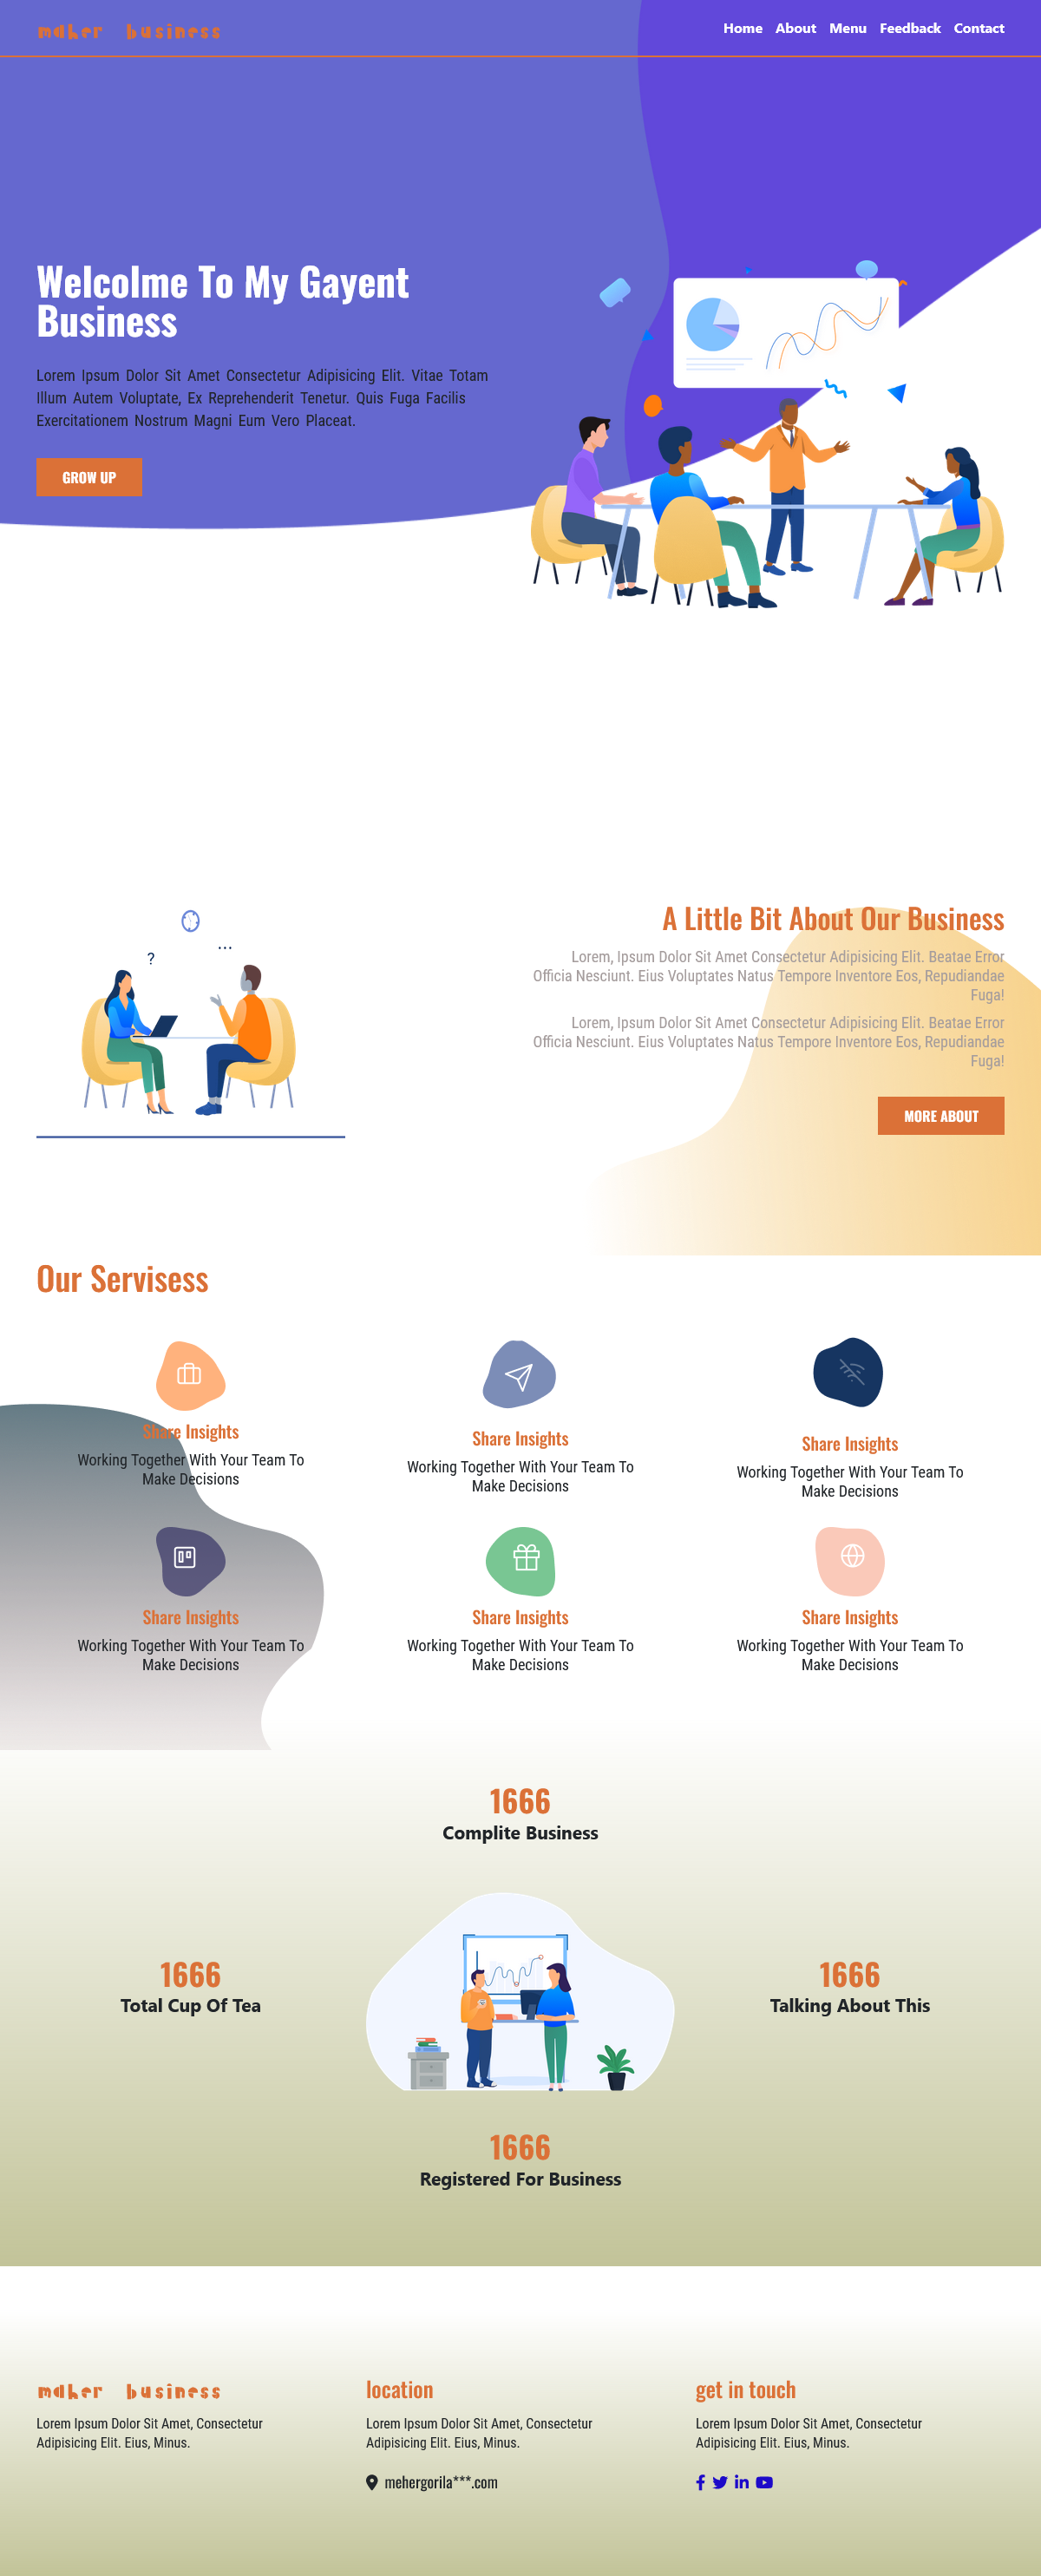 maher business
Home About Menu Feedback Contact
Welcolme To My Gayent
Business
Lorem Ipsum Dolor Sit Amet Consectetur Adipisicing Elit. Vitae Totam
Illum Autem Voluptate, Ex Reprehenderit Tenetur. Quis Fuga Facilis
Exercitationem Nostrum Magni Eum Vero Placeat.
GROW UP
?
...
A Little Bit About Our Business
Lorem, Ipsum Dolor Sit Amet Consectetur Adipisicing Elit. Beatae Error
Officia Nesciunt. Eius Voluptates Natus Tempore Inventore Eos, Repudiandae
Fuga!
Lorem, Ipsum Dolor Sit Amet Consectetur Adipisicing Elit. Beatae Error
Officia Nesciunt. Eius Voluptates Natus Tempore Inventore Eos, Repudiandae
Fuga!
MORE ABOUT
Our Servisess
Share Insights
Working Together With Your Team To
Make Decisions
Share Insights
Working Together With Your Team To
Make Decisions
Share Insights
Working Together With Your Team To
Make Decisions
Share Insights
Working Together With Your Team To
Make Decisions
Share Insights
Working Together With Your Team To
Make Decisions
Share Insights
Working Together With Your Team To
Make Decisions
1666
Complite Business
1666
Total Cup Of Tea
1666
Talking About This
1666
Registered For Business
maher business
Lorem Ipsum Dolor Sit Amet, Consectetur
Adipisicing Elit. Eius, Minus.
location
Lorem Ipsum Dolor Sit Amet, Consectetur
Adipisicing Elit. Eius, Minus.
mehergorila***.com
get in touch
Lorem Ipsum Dolor Sit Amet, Consectetur
Adipisicing Elit. Eius, Minus.